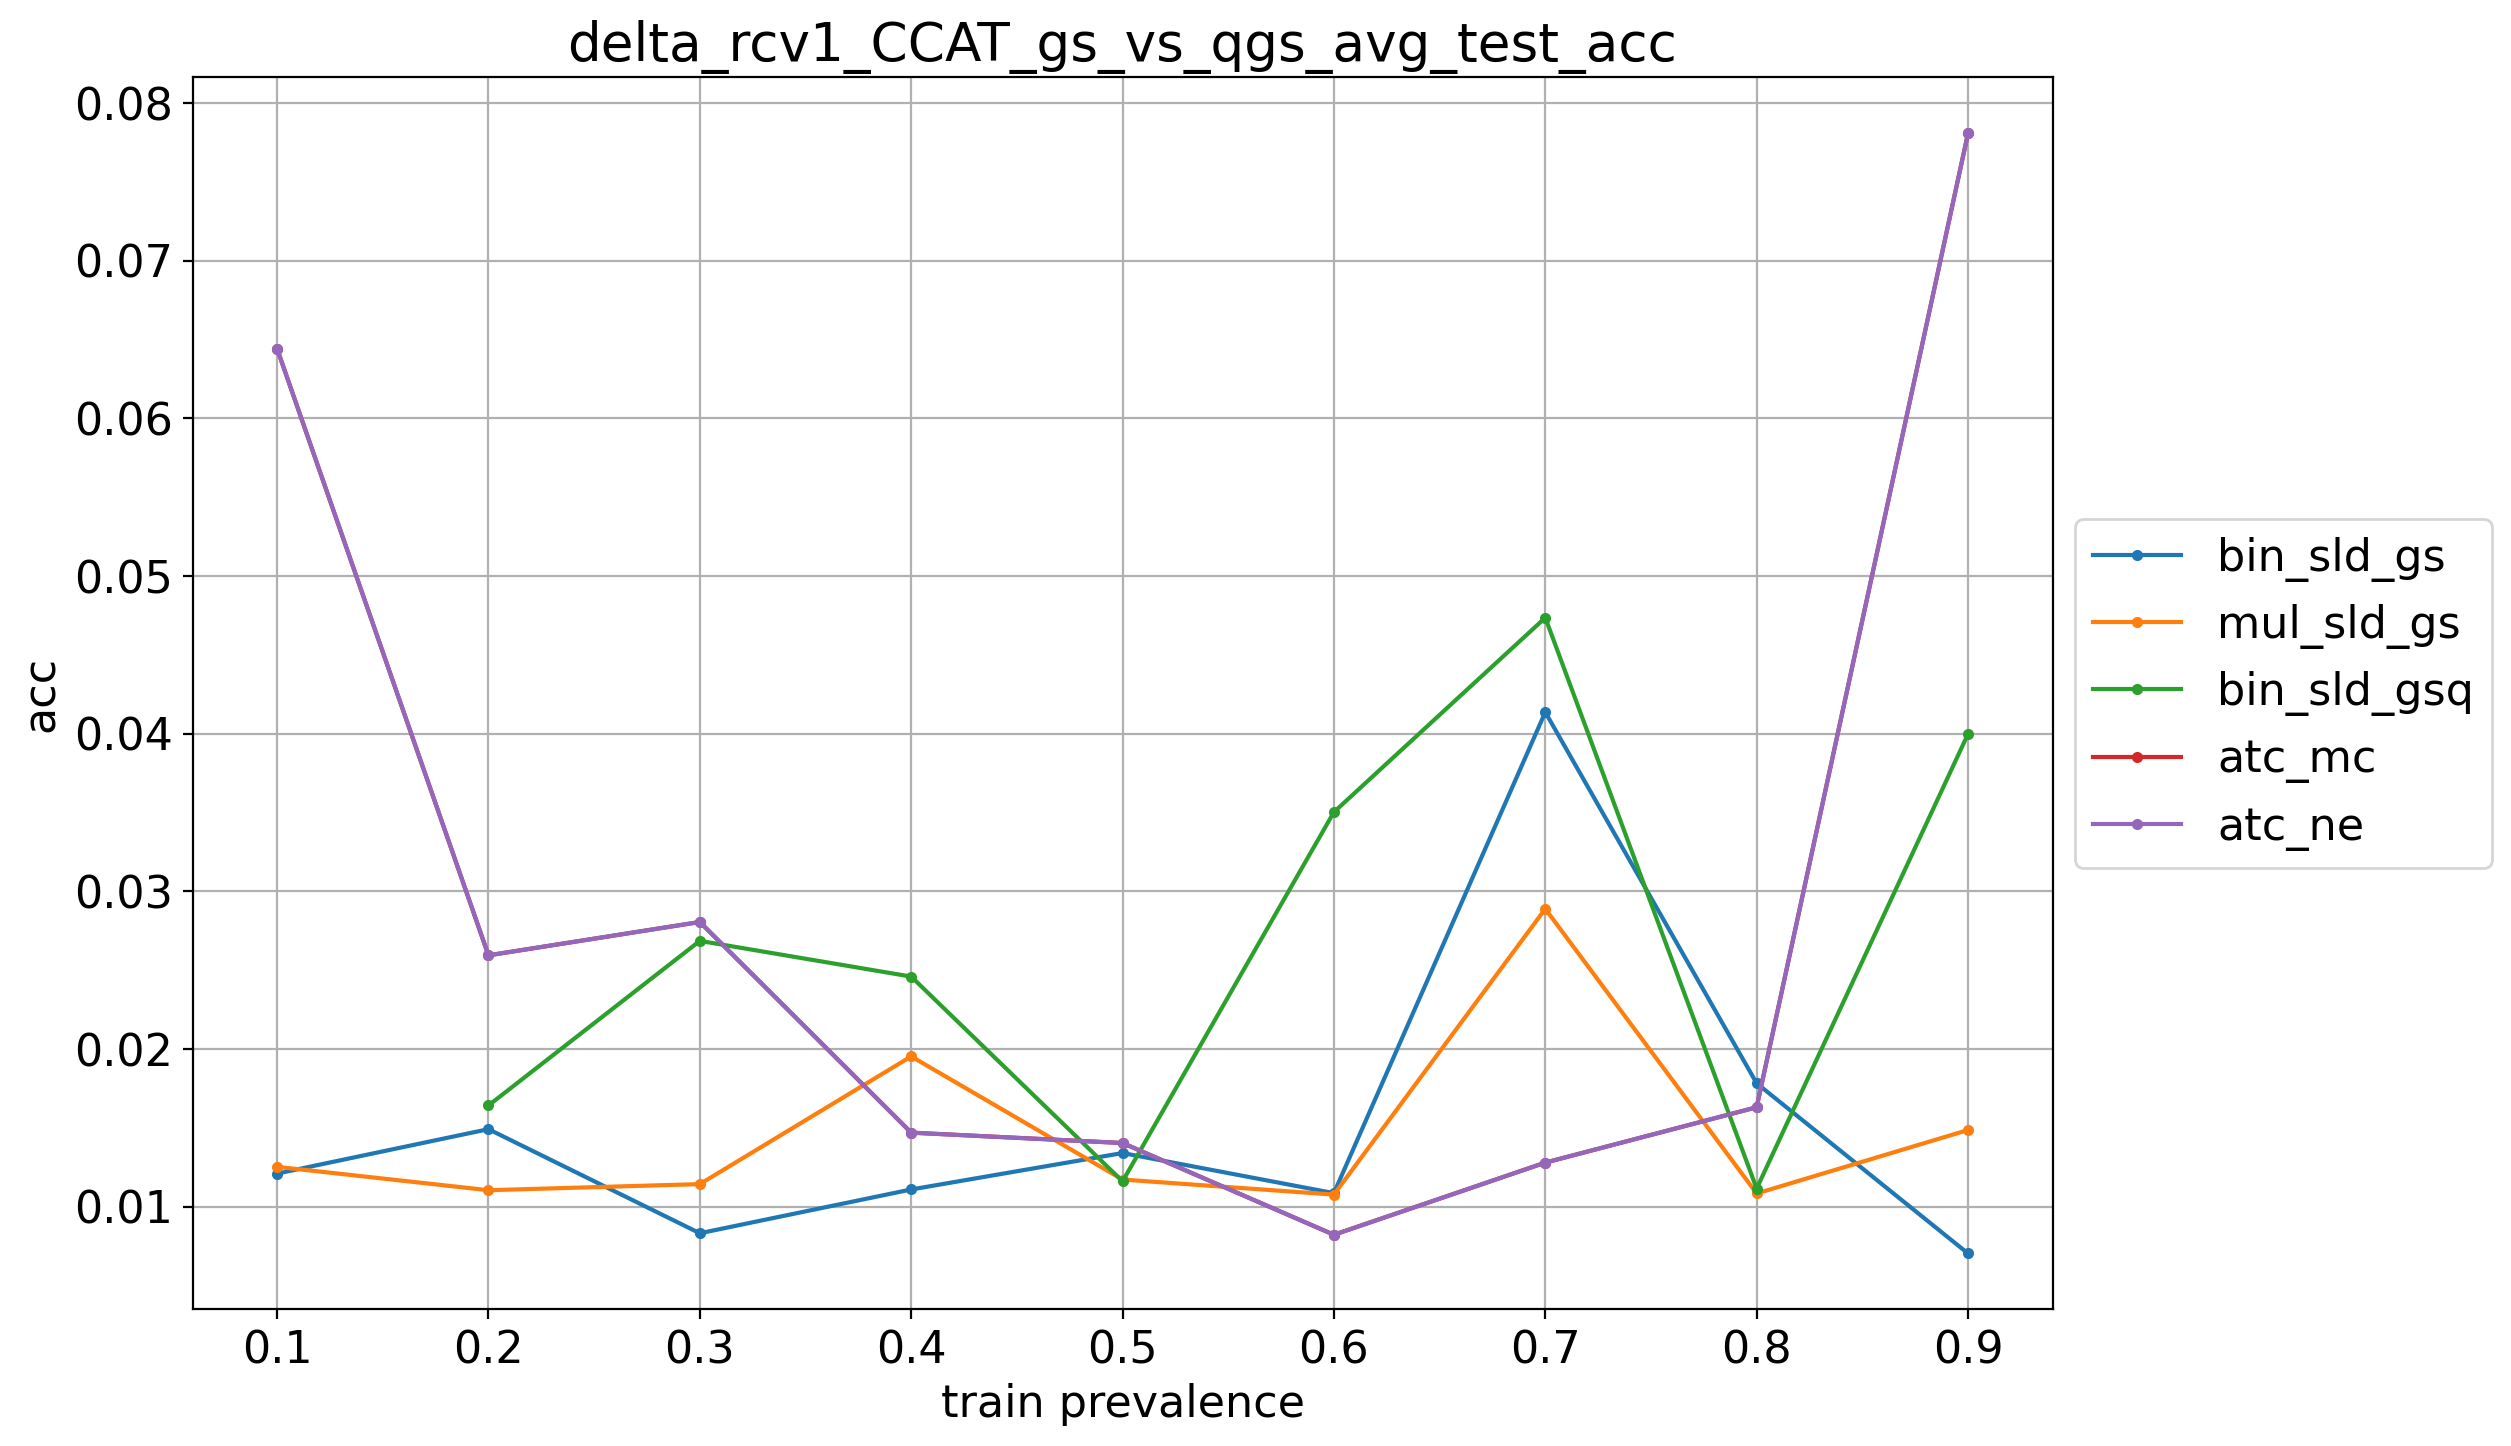 delta_rcv1_CCAT_gs_vs_qgs_avg_test_acc
0.08
0.07
0.06
0.05
0.04
0.03
0.02
0.01
acc
0.1 0.2 0.3 0.4 0.5 0.6 0.7 0.8 0.9
train prevalence
bin_sld_gs
mul_sld_gs
bin_sld_gsq
atc_mc
atc_ne